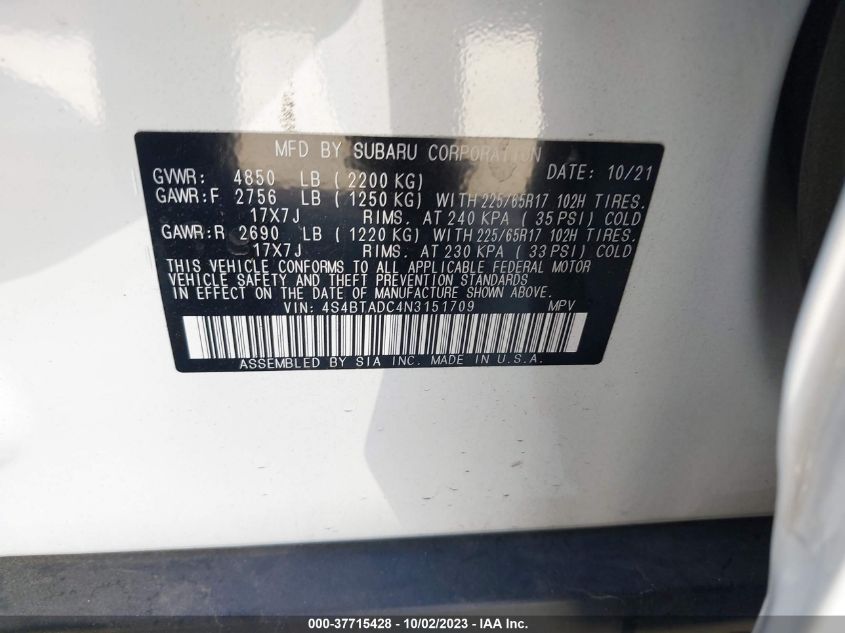 MFD BY SUBARU CORPORATION DATE: 10/21
GVWR: 4850 LB (2200 KG)
GAWR:F 2756 LB (1250 KG) WITH 225/65R17 102H TIRES.
17X7J RIMS. AT 240 KPA (35 PSI) COLD
GAWR:R 2690 LB (1220 KG) WITH 225/65R17 102H TIRES.
17X7J RIMS. AT 230 KPA (33 PSI) COLD
THIS VEHICLE CONFORMS TO ALL APPLICABLE FEDERAL MOTOR
VEHICLE SAFETY AND THEFT PREVENTION STANDARDS
IN EFFECT ON THE DATE OF MANUFACTURE SHOWN ABOVE.
VIN: 4S4BTADC4N3151709 MPV
ASSEMBLED BY SIA INC. MADE IN U.S.A.
000-37715428 - 10/02/2023 - IAA Inc.